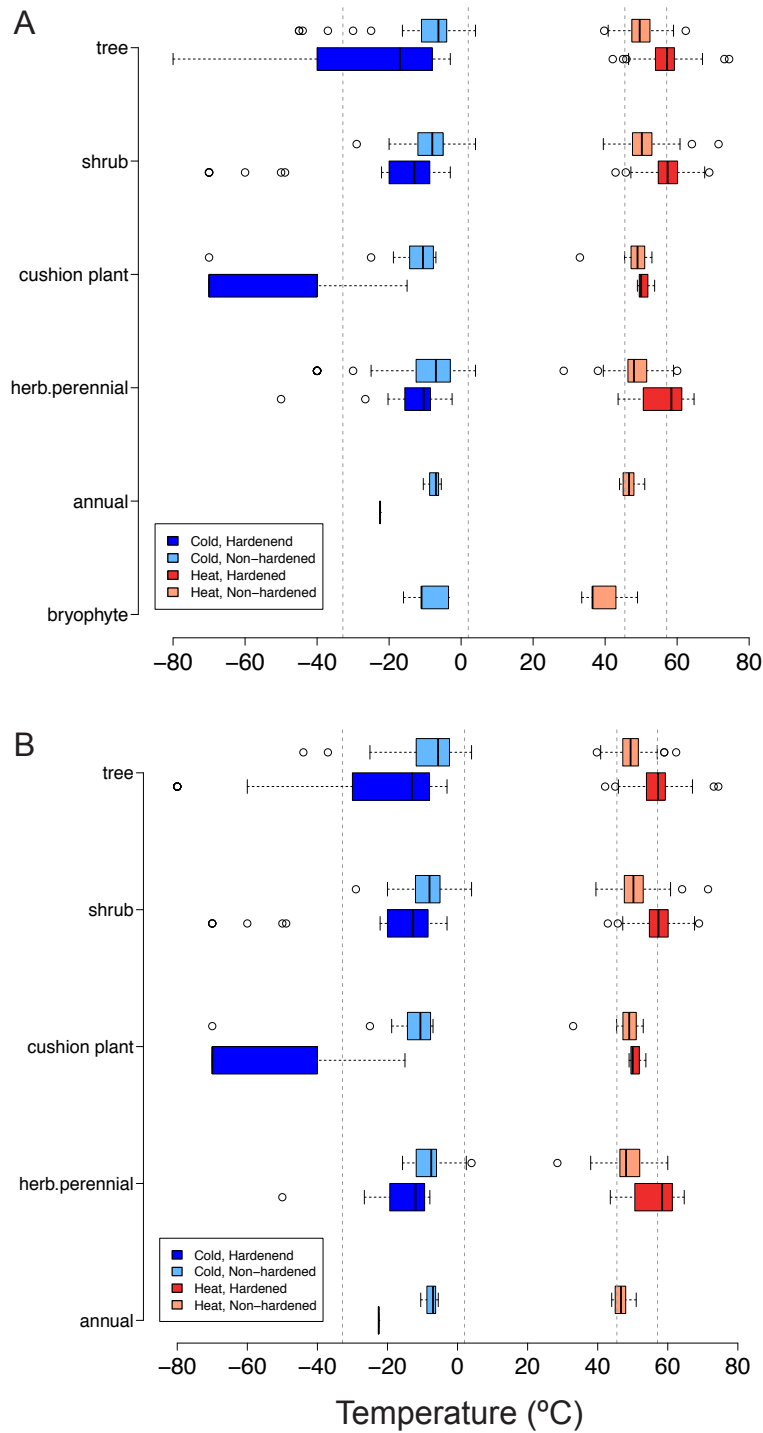 A
tree
shrub
cushion plant
herb.perennial
annual
bryophyte
Cold, Hardenend
Cold, Non-hardened
Heat, Hardened
Heat, Non-hardened
−80 −60 −40 −20 0 20 40 60 80
B
tree
shrub
cushion plant
herb.perennial
annual
Cold, Hardenend
Cold, Non-hardened
Heat, Hardened
Heat, Non-hardened
−80 −60 −40 −20 0 20 40 60 80
Temperature (ºC)